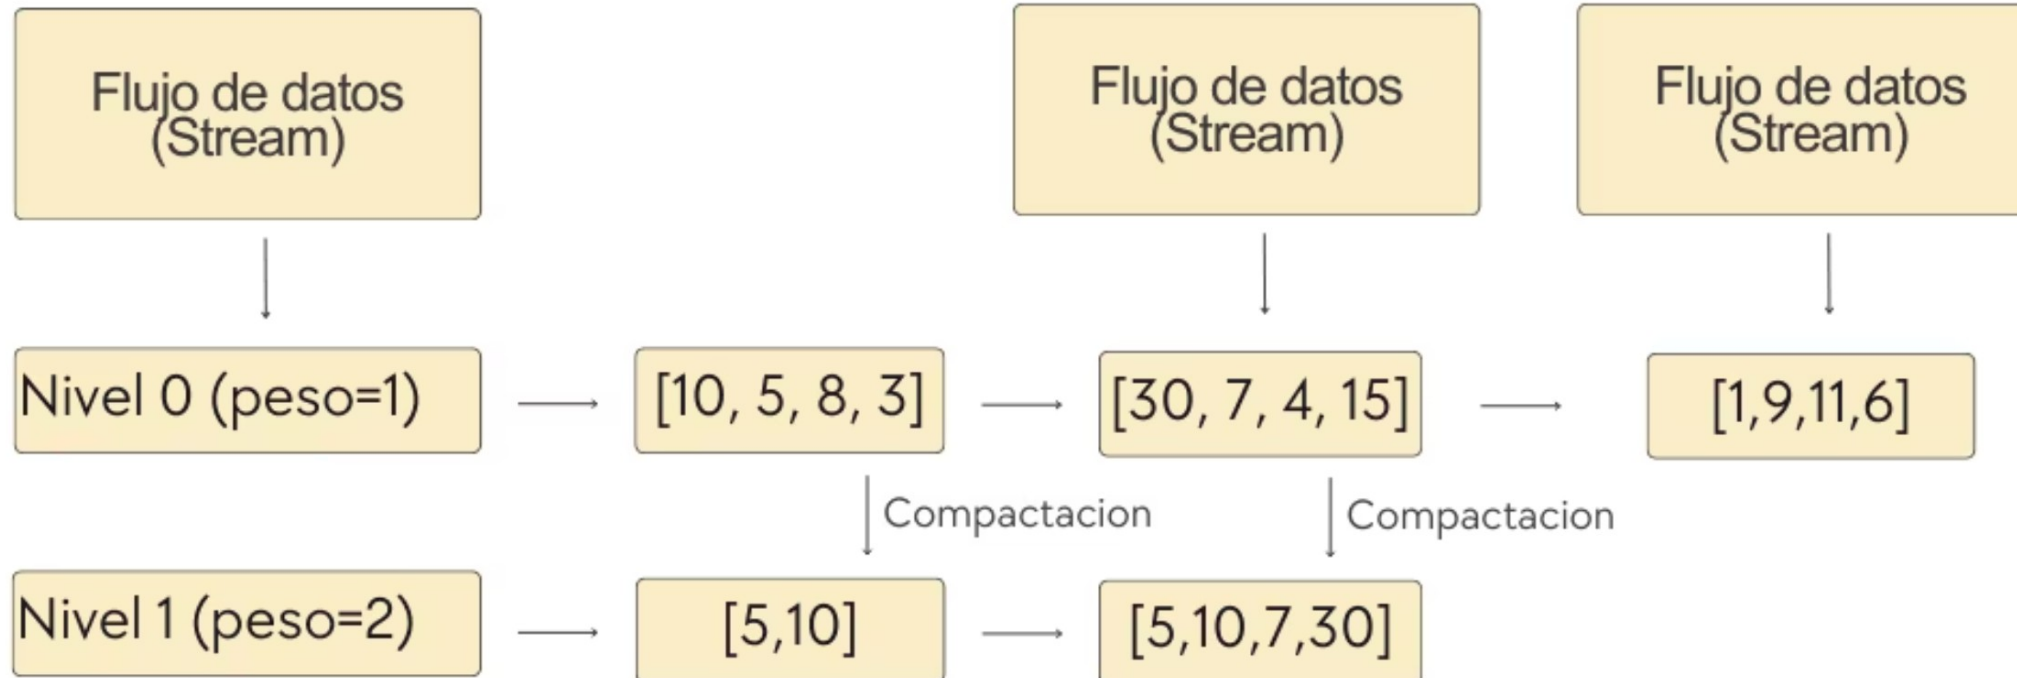 Flujo de datos
(Stream)
Flujo de datos
(Stream)
Flujo de datos
(Stream)
Nivel 0 (peso=1)
[10, 5, 8, 3]
[30, 7, 4, 15]
[1,9,11,6]
Compactacion
Compactacion
Nivel 1 (peso=2)
[5,10]
[5,10,7,30]